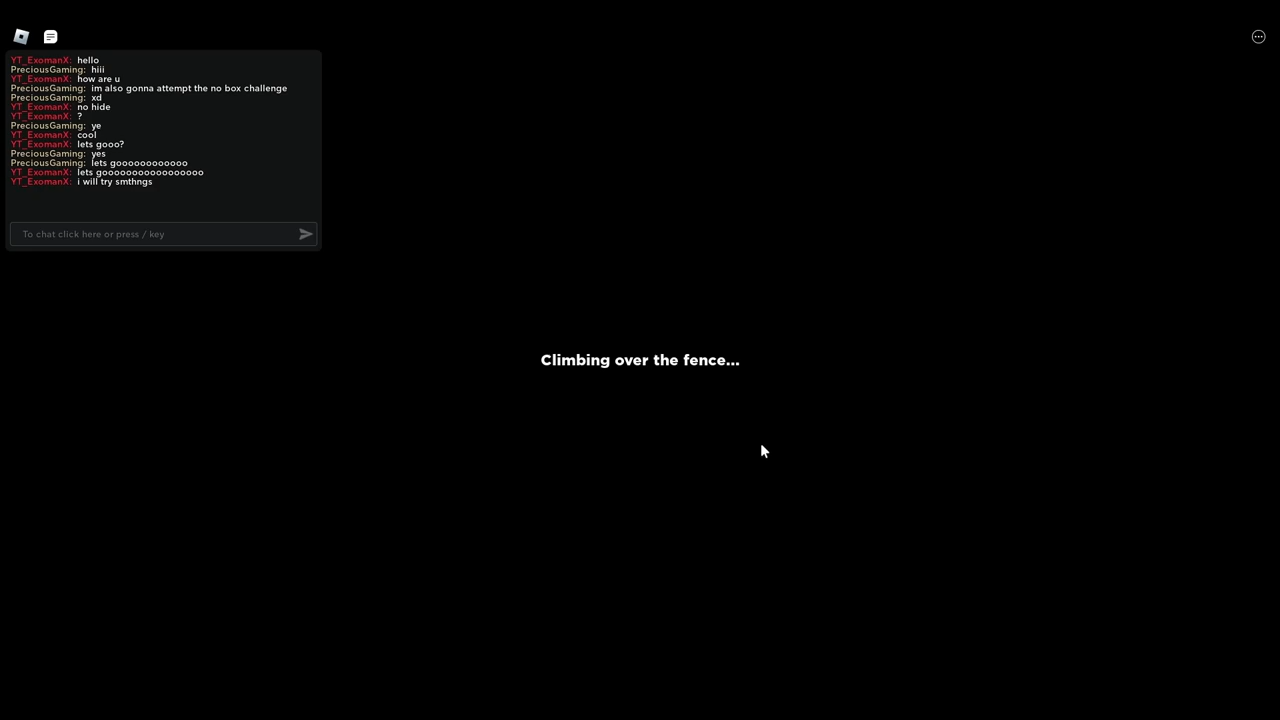 YT_ExomanX: hello
PreciousGaming: hiii
YT_ExomanX: how are u
PreciousGaming: im also gonna attempt the no box challenge
PreciousGaming: xd
YT_ExomanX: no hide
YT_ExomanX: ?
PreciousGaming: ye
YT_ExomanX: cool
YT_ExomanX: lets gooo?
PreciousGaming: yes
PreciousGaming: lets goooooooooooo
YT_ExomanX: lets gooooooooooooooooo
YT_ExomanX: i will try smthngs
To chat click here or press / key
Climbing over the fence...